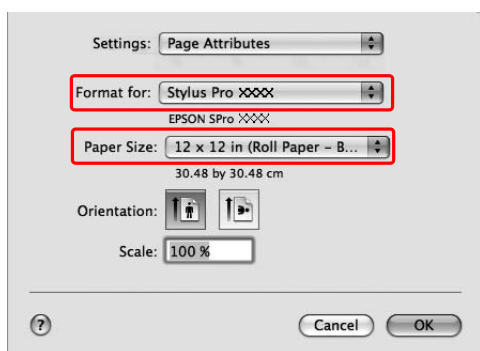 Settings: Page Attributes
Format for: Stylus Pro XXXX
EPSON SPro XXXX
Paper Size: 12 x 12 in (Roll Paper – B...
30.48 by 30.48 cm
Orientation:
Scale: 100 %
? Cancel OK